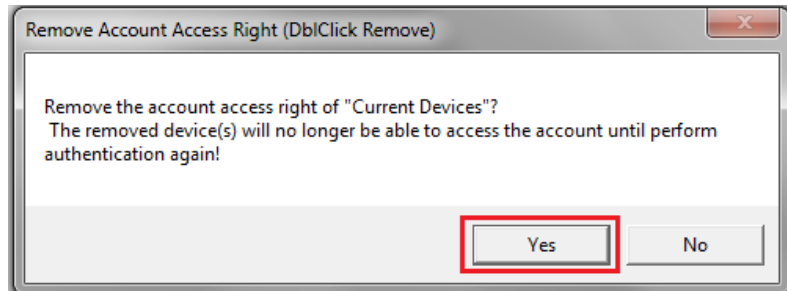 Remove Account Access Right (DblClick Remove)
Remove the account access right of "Current Devices"?
The removed device(s) will no longer be able to access the account until perform
authentication again!
Yes
No